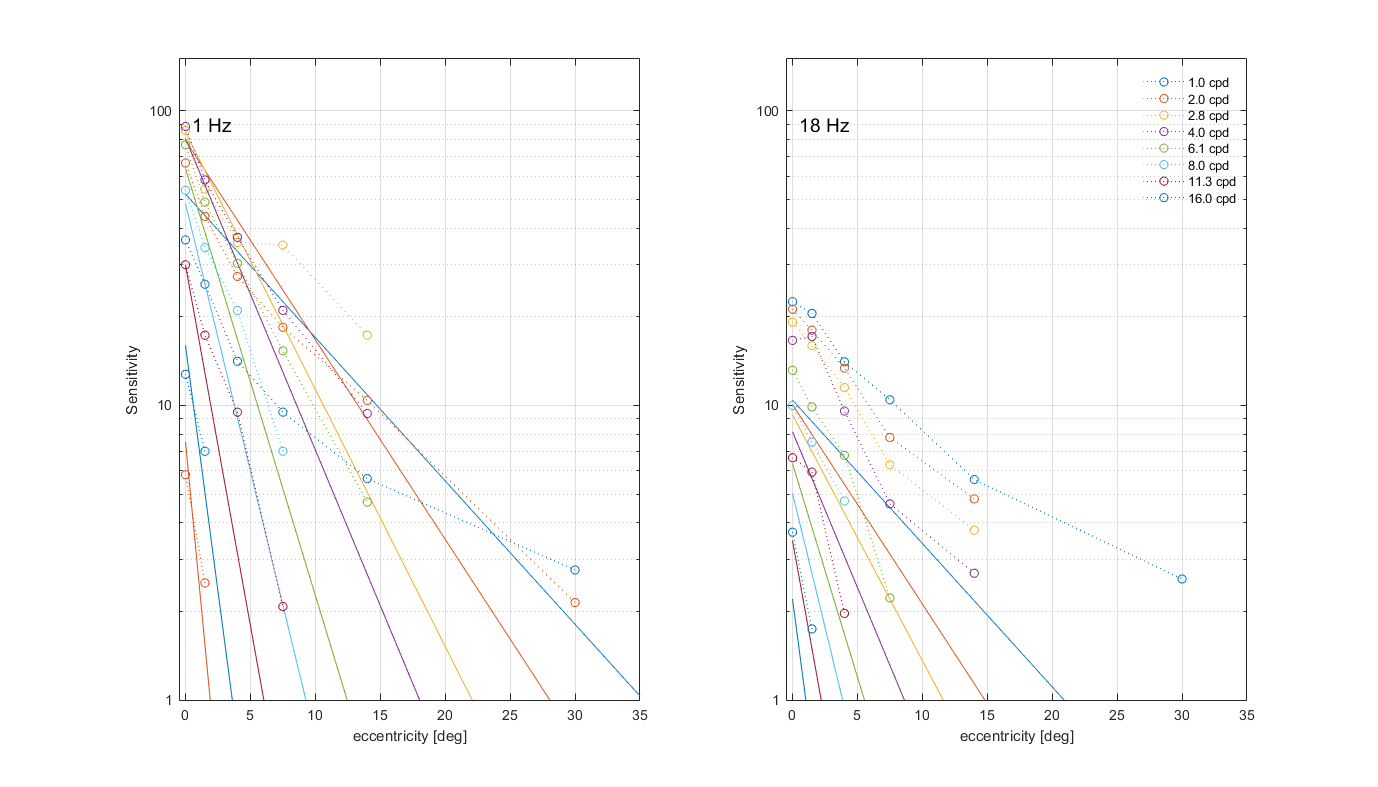 1 Hz
100
10
1
Sensitivity
0 5 10 15 20 25 30 35
eccentricity [deg]
18 Hz
1.0 cpd
2.0 cpd
2.8 cpd
4.0 cpd
6.1 cpd
8.0 cpd
11.3 cpd
16.0 cpd
100
10
1
Sensitivity
0 5 10 15 20 25 30 35
eccentricity [deg]